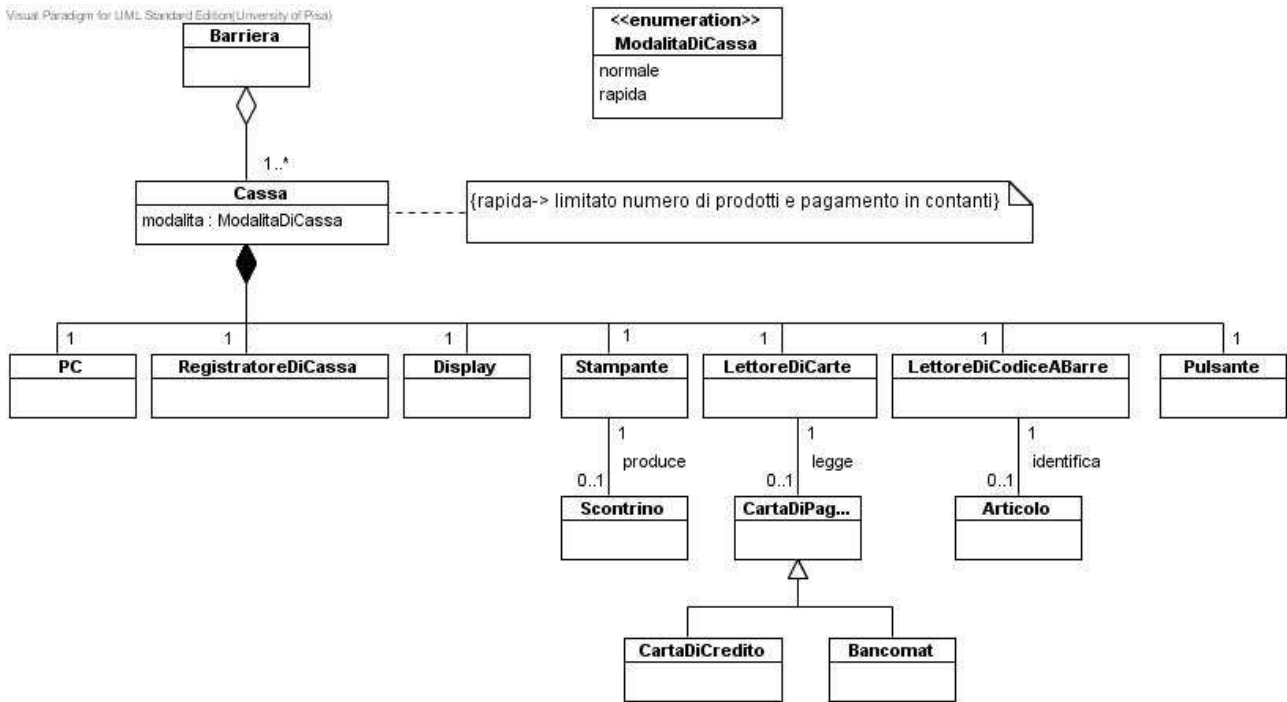 Visual Paradigm for UML Standard Edition(University of Pisa)
Barriera
<<enumeration>>
ModalitaDiCassa
normale
rapida
1..*
Cassa
modalita : ModalitaDiCassa
{rapida-> limitato numero di prodotti e pagamento in contanti}
1 1 1 1 1 1 1
PC RegistratoreDiCassa Display Stampante LettoreDiCarte LettoreDiCodiceABarre Pulsante
1 1 1
produce legge identifica
0..1 0..1 0..1
Scontrino CartaDiPag... Articolo
CartaDiCredito Bancomat